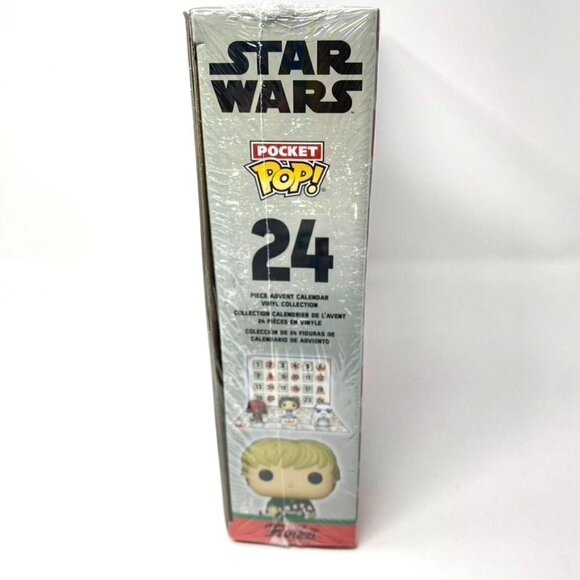 STAR
WARS
POCKET
POP!
24
PIECE ADVENT CALENDAR
VINYL COLLECTION
COLLECTION CALENDRIER DE L'AVENT
24 PIÈCES EN VINYLE
COLECCIÓN DE 24 FIGURAS DE
CALENDARIO DE ADVIENTO
Funko